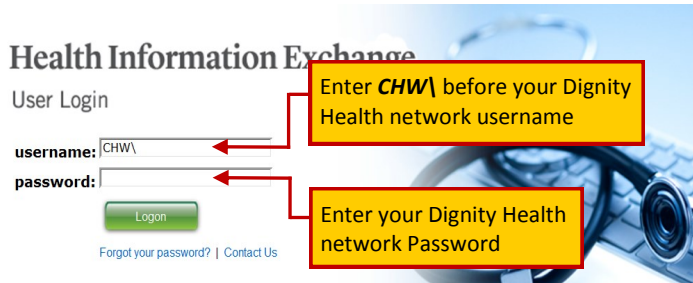 Health Information Exchange
User Login
Enter CHW\ before your Dignity
Health network username
username: CHW\
password:
Enter your Dignity Health
network Password
Logon
Forgot your password? | Contact Us